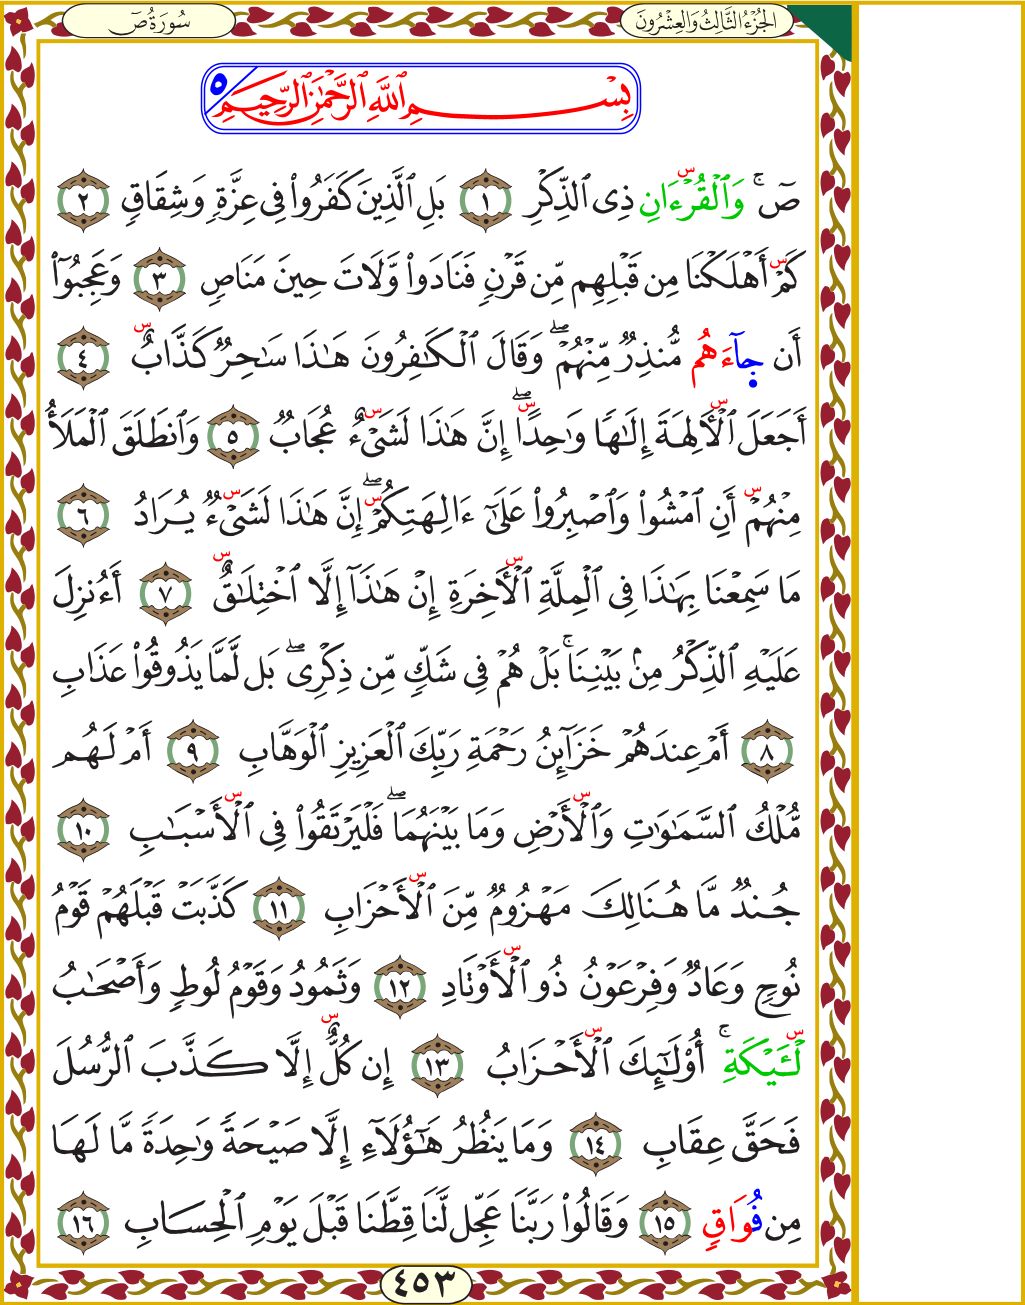 الجُزْءُ الثَّالِثُ وَالعِشْرُونَ
سُورَةُ صٓ
بِسْمِ ٱللَّهِ ٱلرَّحْمَٰنِ ٱلرَّحِيمِ ٥
صٓ ۚ وَٱلْقُرْءَانِ ذِى ٱلذِّكْرِ ١ بَلِ ٱلَّذِينَ كَفَرُوا۟ فِى عِزَّةٍ وَشِقَاقٍ ٢
كَمْ أَهْلَكْنَا مِن قَبْلِهِم مِّن قَرْنٍ فَنَادَوا۟ وَّلَاتَ حِينَ مَنَاصٍ ٣ وَعَجِبُوٓا۟
أَن جَآءَهُم مُّنذِرٌ مِّنْهُمْ ۖ وَقَالَ ٱلْكَٰفِرُونَ هَٰذَا سَٰحِرٌ كَذَّابٌ ٤
أَجَعَلَ ٱلْأَلِهَةَ إِلَٰهًا وَٰحِدًا ۖ إِنَّ هَٰذَا لَشَىْءٌ عُجَابٌ ٥ وَٱنطَلَقَ ٱلْمَلَأُ
مِنْهُمْ أَنِ ٱمْشُوا۟ وَٱصْبِرُوا۟ عَلَىٰٓ ءَالِهَتِكُمْ ۖ إِنَّ هَٰذَا لَشَىْءٌ يُرَادُ ٦
مَا سَمِعْنَا بِهَٰذَا فِى ٱلْمِلَّةِ ٱلْأَخِرَةِ إِنْ هَٰذَآ إِلَّا ٱخْتِلَٰقٌ ٧ أَءُنزِلَ
عَلَيْهِ ٱلذِّكْرُ مِنۢ بَيْنِنَا ۚ بَلْ هُمْ فِى شَكٍّ مِّن ذِكْرِى ۖ بَل لَّمَّا يَذُوقُوا۟ عَذَابِ
٨ أَمْ عِندَهُمْ خَزَآئِنُ رَحْمَةِ رَبِّكَ ٱلْعَزِيزِ ٱلْوَهَّابِ ٩ أَمْ لَهُم
مُّلْكُ ٱلسَّمَٰوَٰتِ وَٱلْأَرْضِ وَمَا بَيْنَهُمَا ۖ فَلْيَرْتَقُوا۟ فِى ٱلْأَسْبَٰبِ ١٠
جُندٌ مَّا هُنَالِكَ مَهْزُومٌ مِّنَ ٱلْأَحْزَابِ ١١ كَذَّبَتْ قَبْلَهُمْ قَوْمُ
نُوحٍ وَعَادٌ وَفِرْعَوْنُ ذُو ٱلْأَوْتَادِ ١٢ وَثَمُودُ وَقَوْمُ لُوطٍ وَأَصْحَٰبُ
لْـَٔيْكَةِ ۚ أُو۟لَٰٓئِكَ ٱلْأَحْزَابُ ١٣ إِن كُلٌّ إِلَّا كَذَّبَ ٱلرُّسُلَ
فَحَقَّ عِقَابِ ١٤ وَمَا يَنظُرُ هَٰٓؤُلَآءِ إِلَّا صَيْحَةً وَٰحِدَةً مَّا لَهَا
مِن فُوَاقٍ ١٥ وَقَالُوا۟ رَبَّنَا عَجِّل لَّنَا قِطَّنَا قَبْلَ يَوْمِ ٱلْحِسَابِ ١٦
٤٥٣